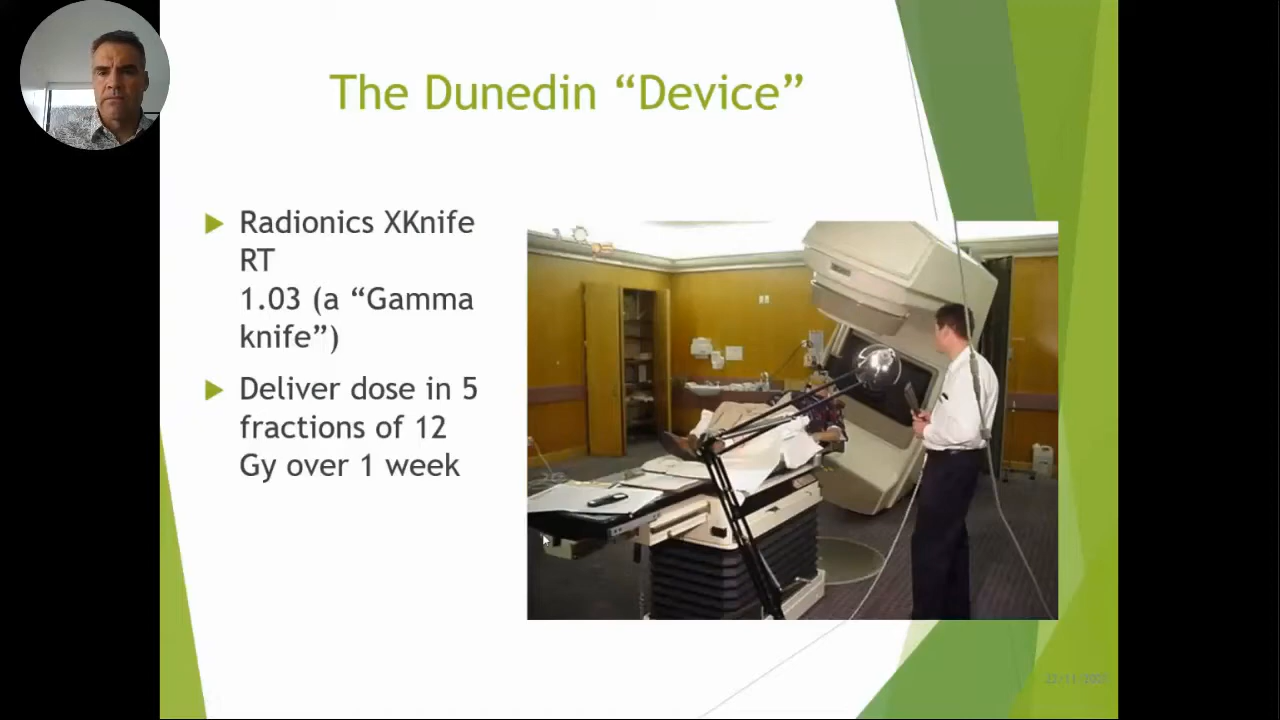 The Dunedin “Device”
Radionics XKnife
RT
1.03 (a “Gamma
knife”)
Deliver dose in 5
fractions of 12
Gy over 1 week